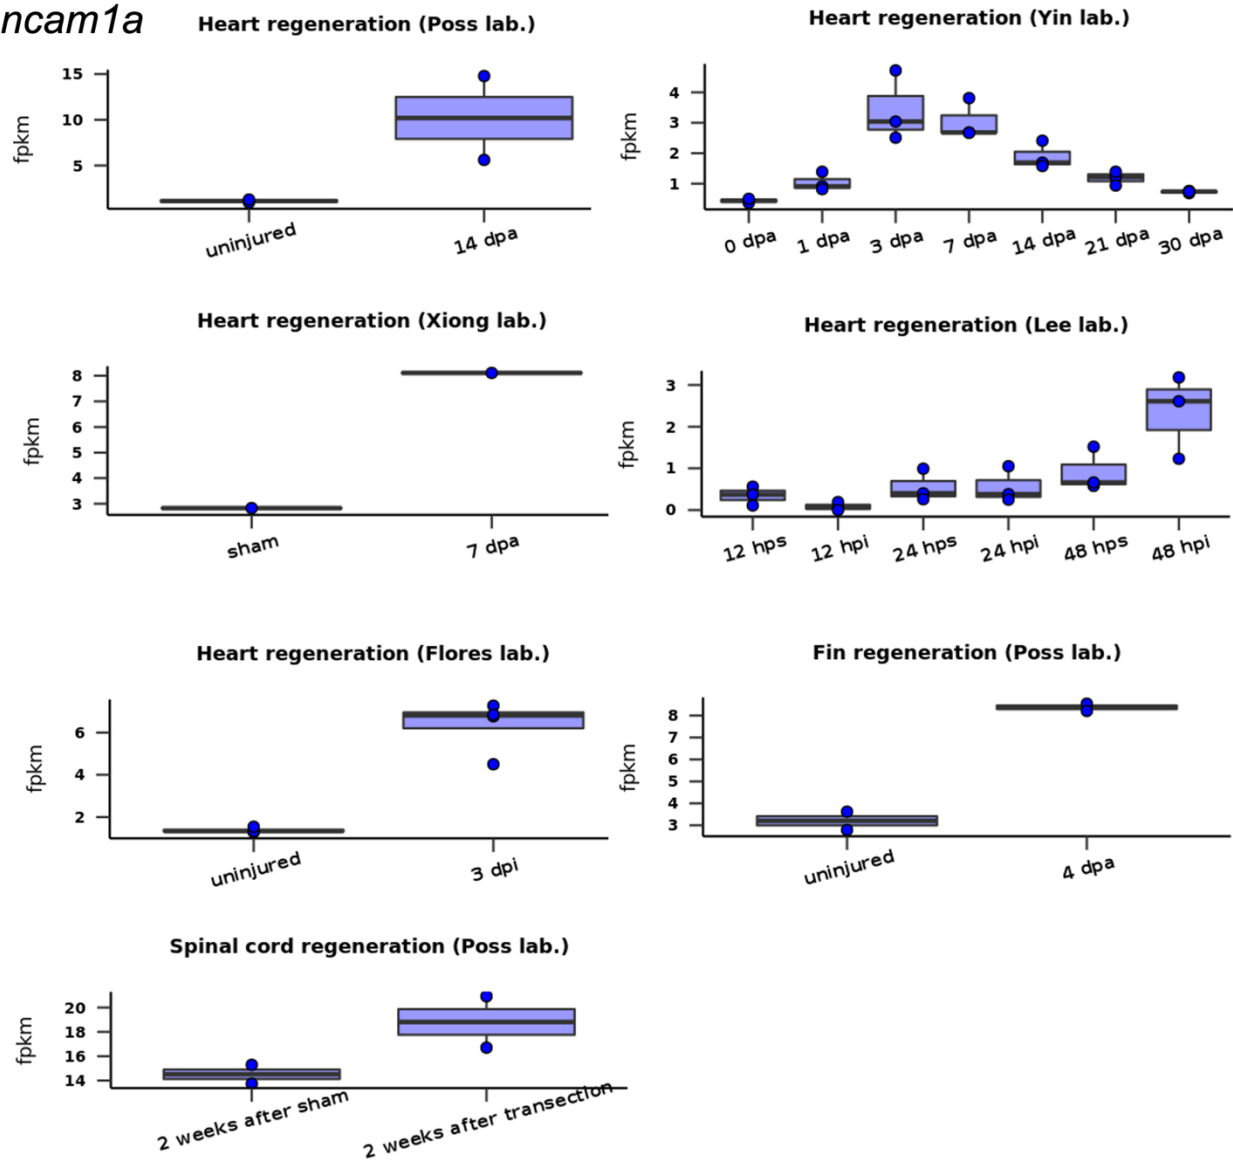 ncam1a
Heart regeneration (Poss lab.)
fpkm
15
10
5
uninjured
14 dpa
Heart regeneration (Yin lab.)
fpkm
4
3
2
1
0 dpa
1 dpa
3 dpa
7 dpa
14 dpa
21 dpa
30 dpa
Heart regeneration (Xiong lab.)
fpkm
8
7
6
5
4
3
sham
7 dpa
Heart regeneration (Lee lab.)
fpkm
3
2
1
0
12 hps
12 hpi
24 hps
24 hpi
48 hps
48 hpi
Heart regeneration (Flores lab.)
fpkm
6
4
2
uninjured
3 dpi
Fin regeneration (Poss lab.)
fpkm
8
7
6
5
4
3
uninjured
4 dpa
Spinal cord regeneration (Poss lab.)
fpkm
20
18
16
14
2 weeks after sham
2 weeks after transection